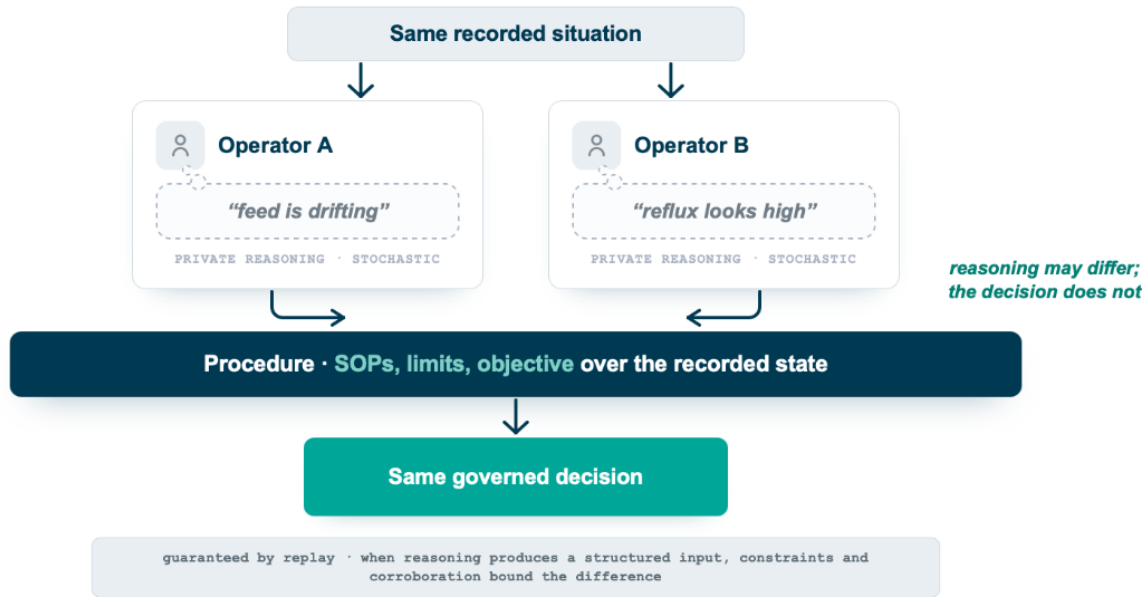 Same recorded situation
Operator A
“feed is drifting”
PRIVATE REASONING · STOCHASTIC
Operator B
“reflux looks high”
PRIVATE REASONING · STOCHASTIC
reasoning may differ;
the decision does not
Procedure · SOPs, limits, objective over the recorded state
Same governed decision
guaranteed by replay · when reasoning produces a structured input, constraints and
corroboration bound the difference